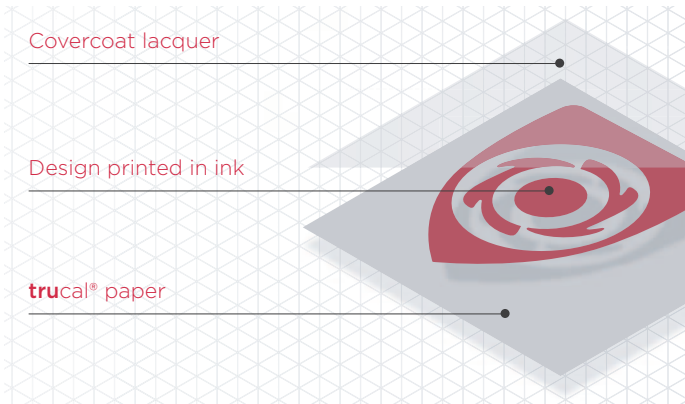 Covercoat lacquer
Design printed in ink
trucal® paper